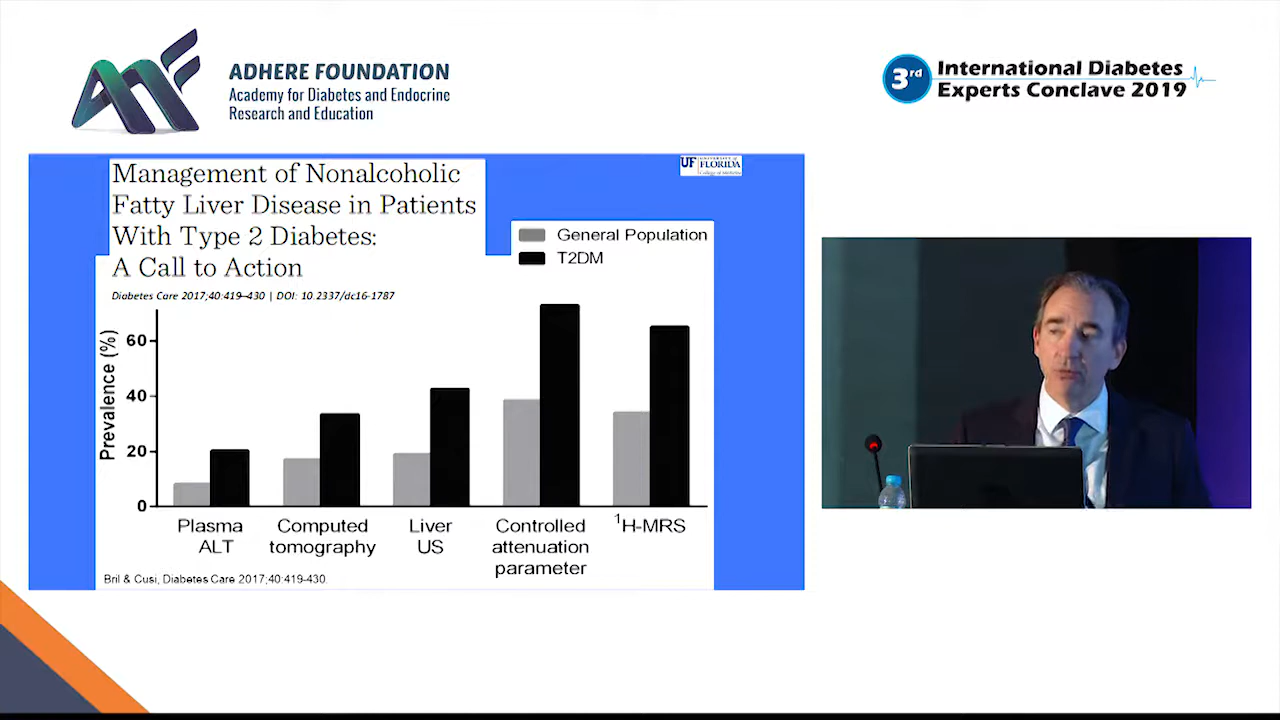 ADHERE FOUNDATION
Academy for Diabetes and Endocrine
Research and Education
3rd
International Diabetes
Experts Conclave 2019
Management of Nonalcoholic
Fatty Liver Disease in Patients
With Type 2 Diabetes:
A Call to Action
Diabetes Care 2017;40:419–430 | DOI: 10.2337/dc16-1787
UF
UNIVERSITY of
FLORIDA
College of Medicine
General Population
T2DM
Prevalence (%)
60
40
20
0
Plasma
ALT
Computed
tomography
Liver
US
Controlled
attenuation
parameter
1H-MRS
Bril & Cusi, Diabetes Care 2017;40:419-430.